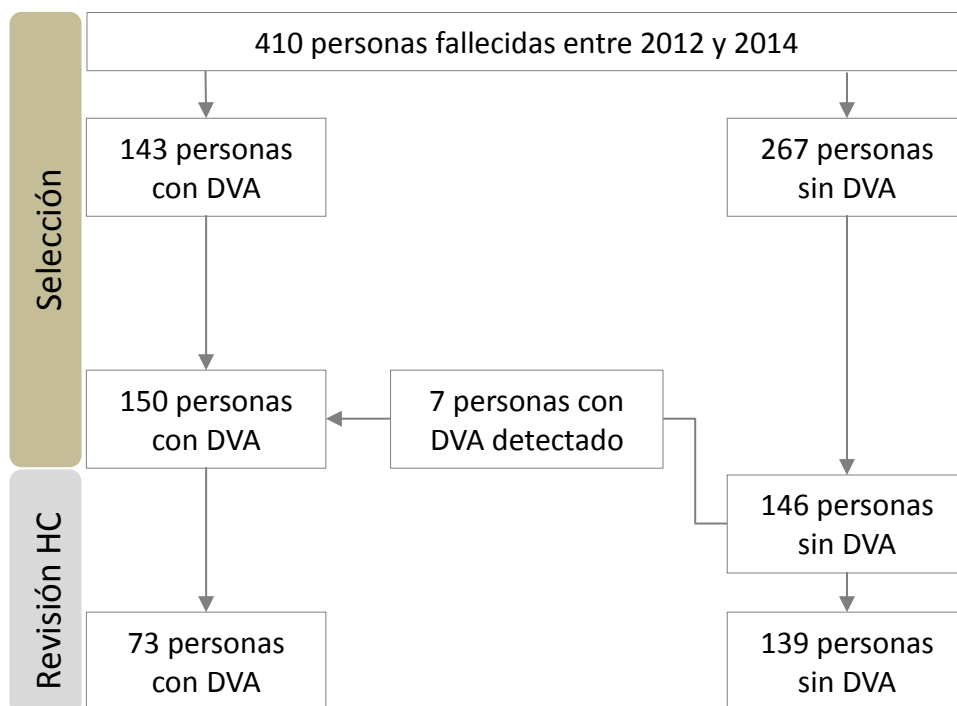 410 personas fallecidas entre 2012 y 2014
Selección
143 personas
con DVA
267 personas
sin DVA
150 personas
con DVA
7 personas con
DVA detectado
146 personas
sin DVA
Revisión HC
73 personas
con DVA
139 personas
sin DVA